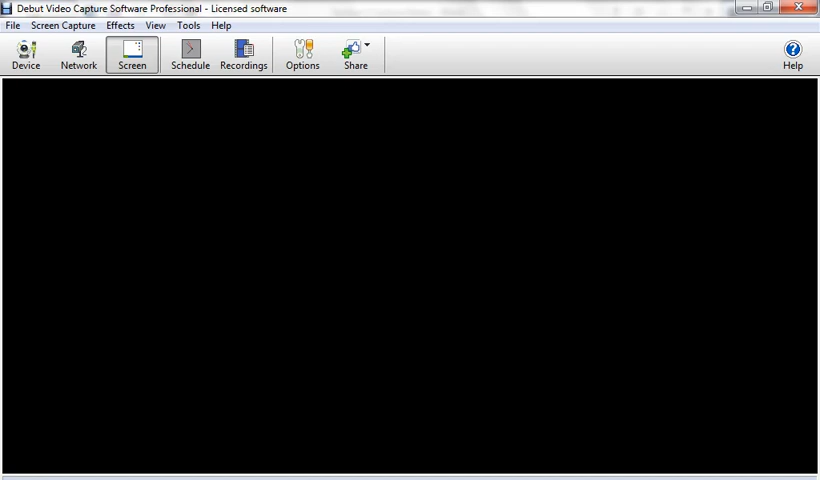 Debut Video Capture Software Professional - Licensed software
File Screen Capture Effects View Tools Help
Device Network Screen Schedule Recordings Options Share Help